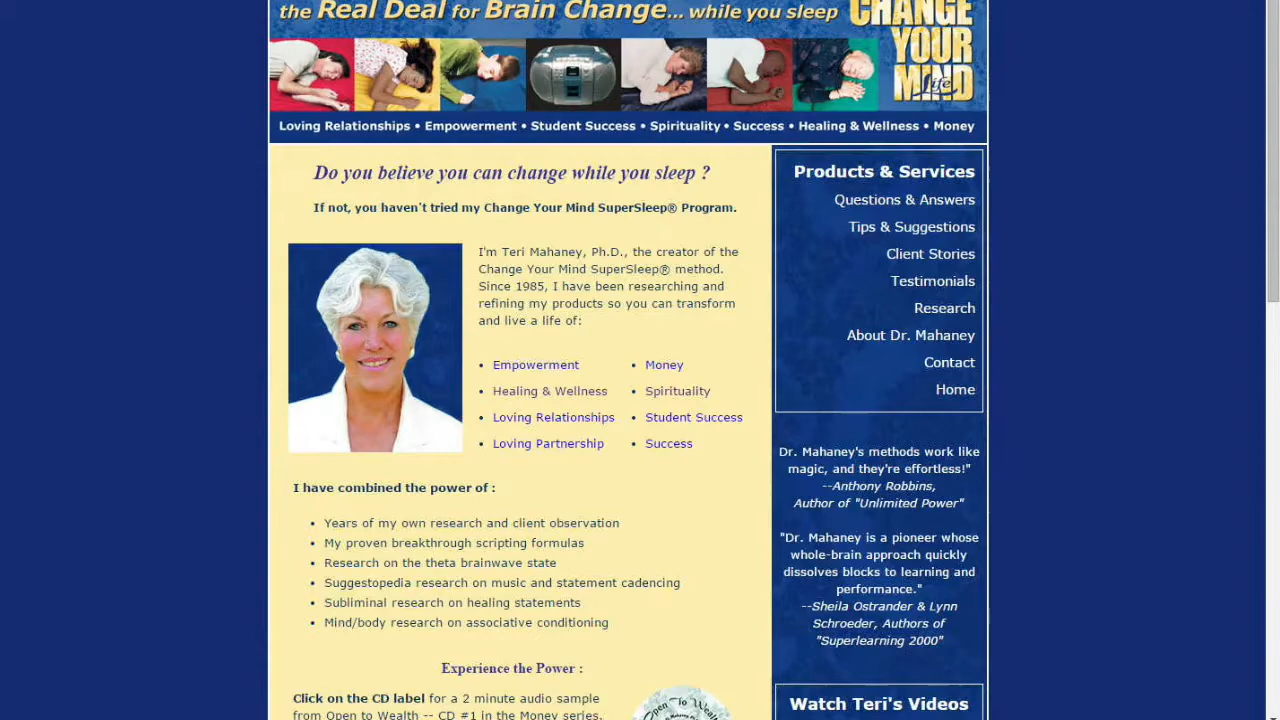 the Real Deal for Brain Change... while you sleep
CHANGE
YOUR
MIND
Life
Loving Relationships • Empowerment • Student Success • Spirituality • Success • Healing & Wellness • Money
Do you believe you can change while you sleep ?
If not, you haven't tried my Change Your Mind SuperSleep® Program.
I'm Teri Mahaney, Ph.D., the creator of the
Change Your Mind SuperSleep® method.
Since 1985, I have been researching and
refining my products so you can transform
and live a life of:
• Empowerment
• Healing & Wellness
• Loving Relationships
• Loving Partnership
• Money
• Spirituality
• Student Success
• Success
I have combined the power of :
• Years of my own research and client observation
• My proven breakthrough scripting formulas
• Research on the theta brainwave state
• Suggestopedia research on music and statement cadencing
• Subliminal research on healing statements
• Mind/body research on associative conditioning
Experience the Power :
Click on the CD label for a 2 minute audio sample
from Open to Wealth -- CD #1 in the Money series.
Open To Wealth
Products & Services
Questions & Answers
Tips & Suggestions
Client Stories
Testimonials
Research
About Dr. Mahaney
Contact
Home
Dr. Mahaney's methods work like
magic, and they're effortless!"
--Anthony Robbins,
Author of "Unlimited Power"
"Dr. Mahaney is a pioneer whose
whole-brain approach quickly
dissolves blocks to learning and
performance."
--Sheila Ostrander & Lynn
Schroeder, Authors of
"Superlearning 2000"
Watch Teri's Videos